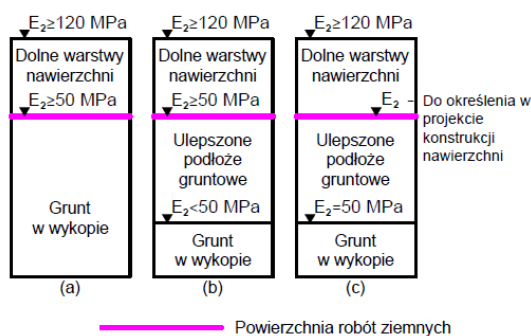 E₂≥120 MPa
Dolne warstwy
nawierzchni
E₂≥50 MPa
Grunt
w wykopie
(a)
E₂≥120 MPa
Dolne warstwy
nawierzchni
E₂≥50 MPa
Ulepszone
podłoże
gruntowe
E₂<50 MPa
Grunt
w wykopie
(b)
E₂≥120 MPa
Dolne warstwy
nawierzchni
E₂ - Do określenia w
projekcie
konstrukcji
nawierzchni
Ulepszone
podłoże
gruntowe
E₂=50 MPa
Grunt
w wykopie
(c)
Powierzchnia robót ziemnych